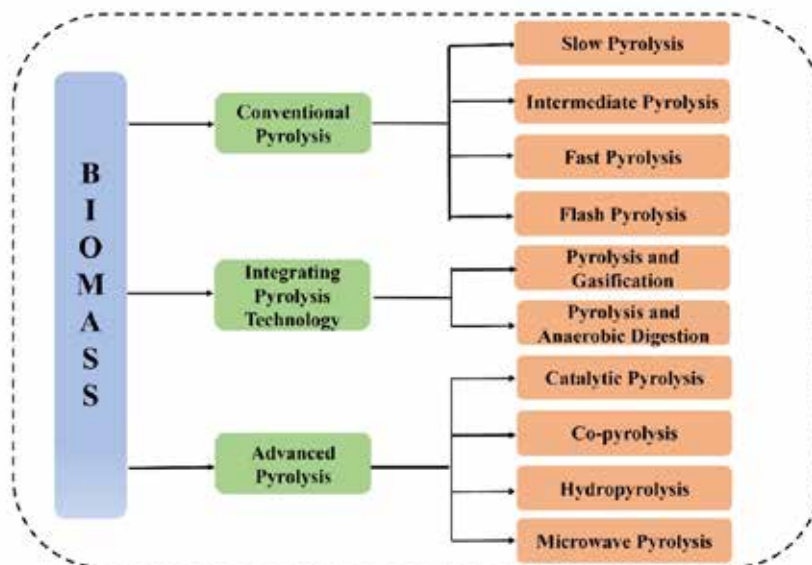 BIOMASS
Conventional
Pyrolysis
Slow Pyrolysis
Intermediate Pyrolysis
Fast Pyrolysis
Flash Pyrolysis
Integrating
Pyrolysis
Technology
Pyrolysis and
Gasification
Pyrolysis and
Anaerobic Digestion
Advanced
Pyrolysis
Catalytic Pyrolysis
Co-pyrolysis
Hydropyrolysis
Microwave Pyrolysis